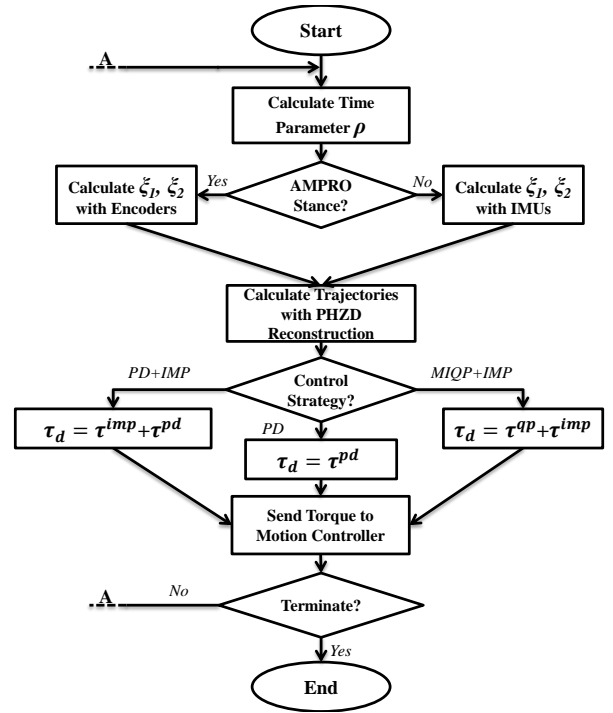 Start
A
Calculate Time
Parameter ρ
Yes
AMPRO
Stance?
No
Calculate ξ1, ξ2
with Encoders
Calculate ξ1, ξ2
with IMUs
Calculate Trajectories
with PHZD
Reconstruction
PD+IMP
Control
Strategy?
MIQP+IMP
PD
τd = τimp+τpd
τd = τpd
τd = τqp+τimp
Send Torque to
Motion Controller
A
No
Terminate?
Yes
End